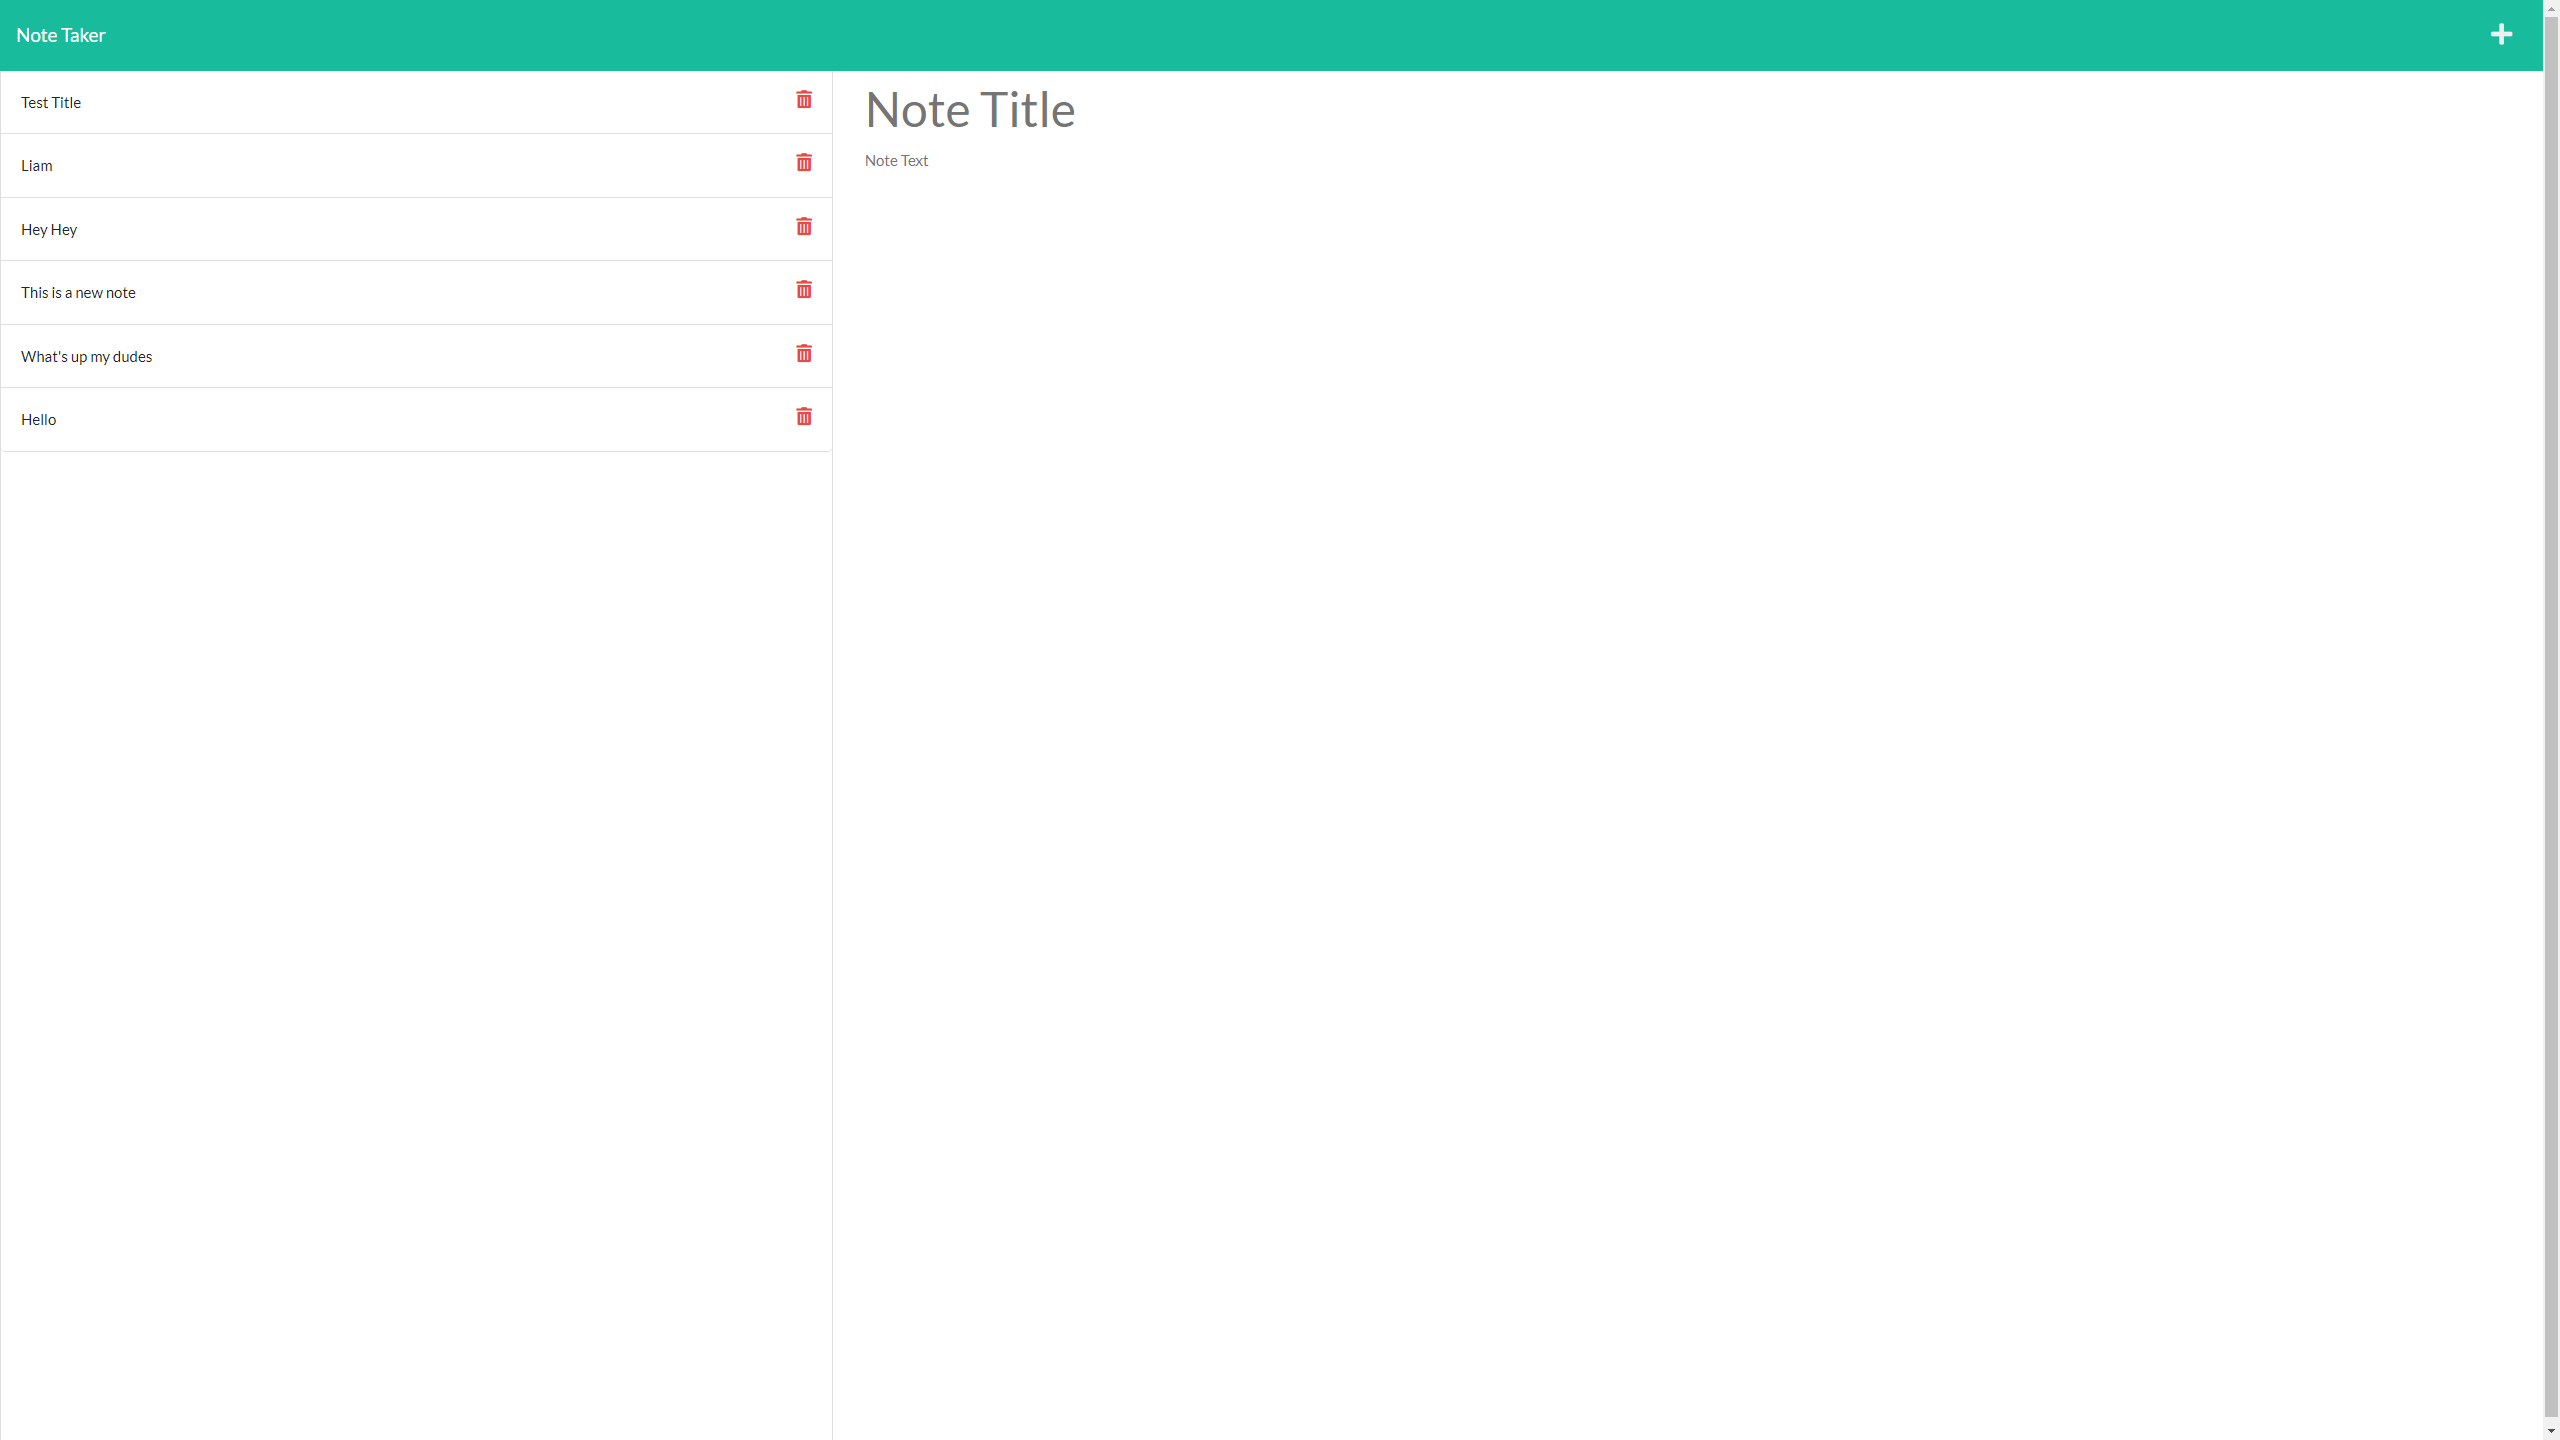 Note Taker
Test Title
Liam
Hey Hey
This is a new note
What's up my dudes
Hello
Note Title
Note Text